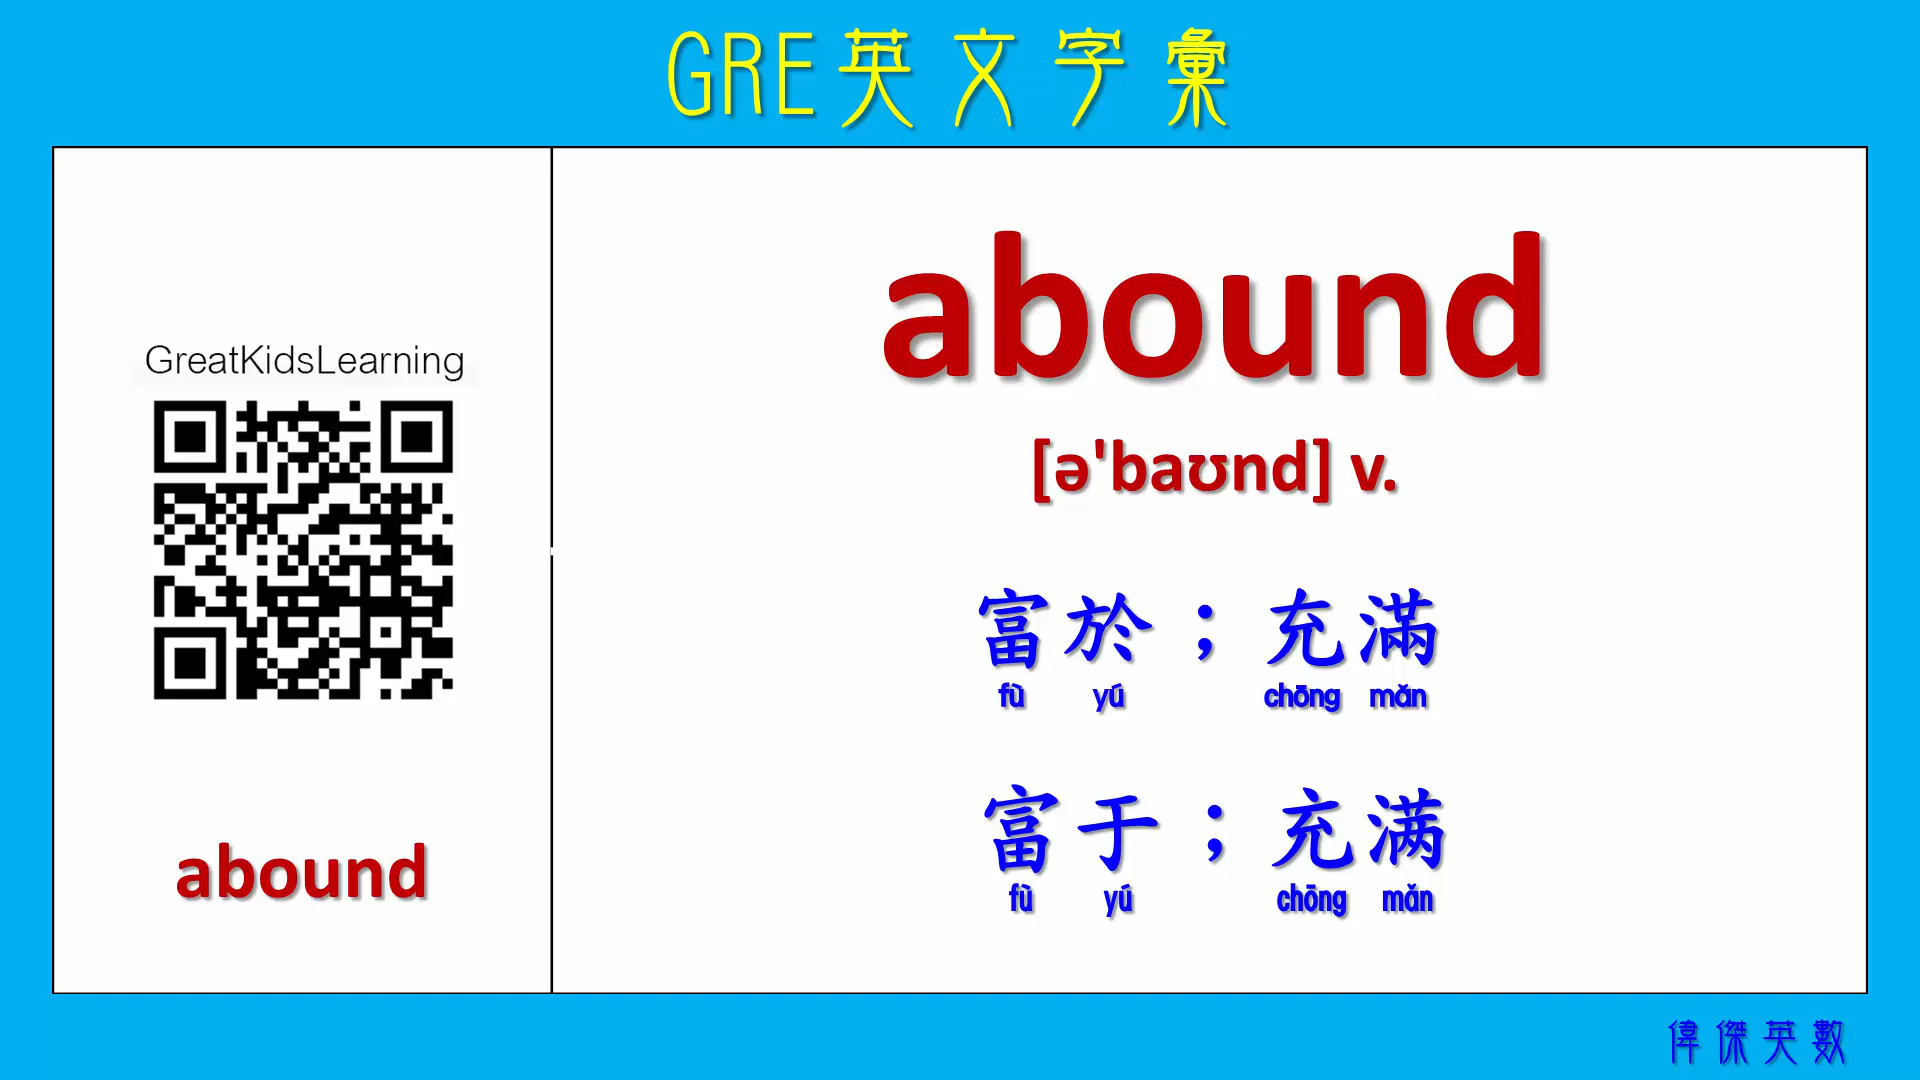 GRE英文字彙
GreatKidsLearning
abound
abound
[ə'baʊnd] v.
富於；充滿
fù yú chōng mǎn
富于；充满
fù yú chōng mǎn
偉傑英數